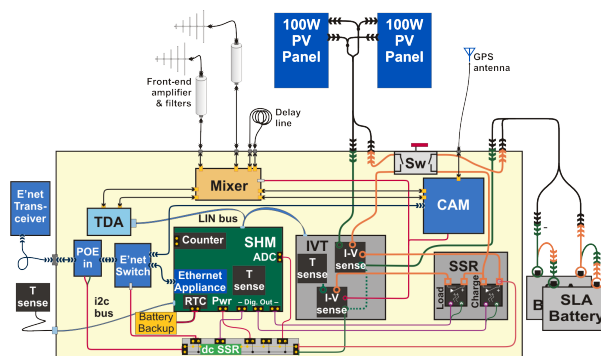 100W
PV
Panel
100W
PV
Panel
GPS
antenna
Front-end
amplifier
& filters
Delay
line
Sw
Mixer
E'net
Trans-
ceiver
TDA
CAM
LIN bus
Counter
SHM
ADC
IVT
I-V
sense
POE
in
E'net
Switch
T
sense
T
sense
SSR
Ethernet
Appliance
Load
Charge
T
sense
i2c
bus
RTC
Pwr
– Dig. Out –
I-V
sense
B
SLA
Battery
Battery
Backup
dc SSR